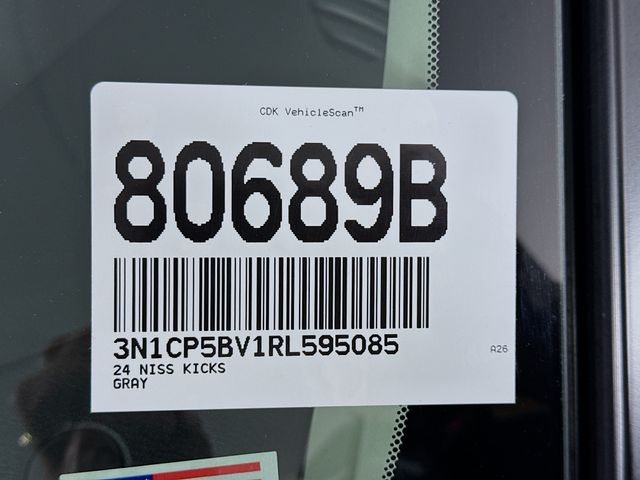 CDK VehicleScan™
80689B
3N1CP5BV1RL595085
A26
24 NISS KICKS
GRAY